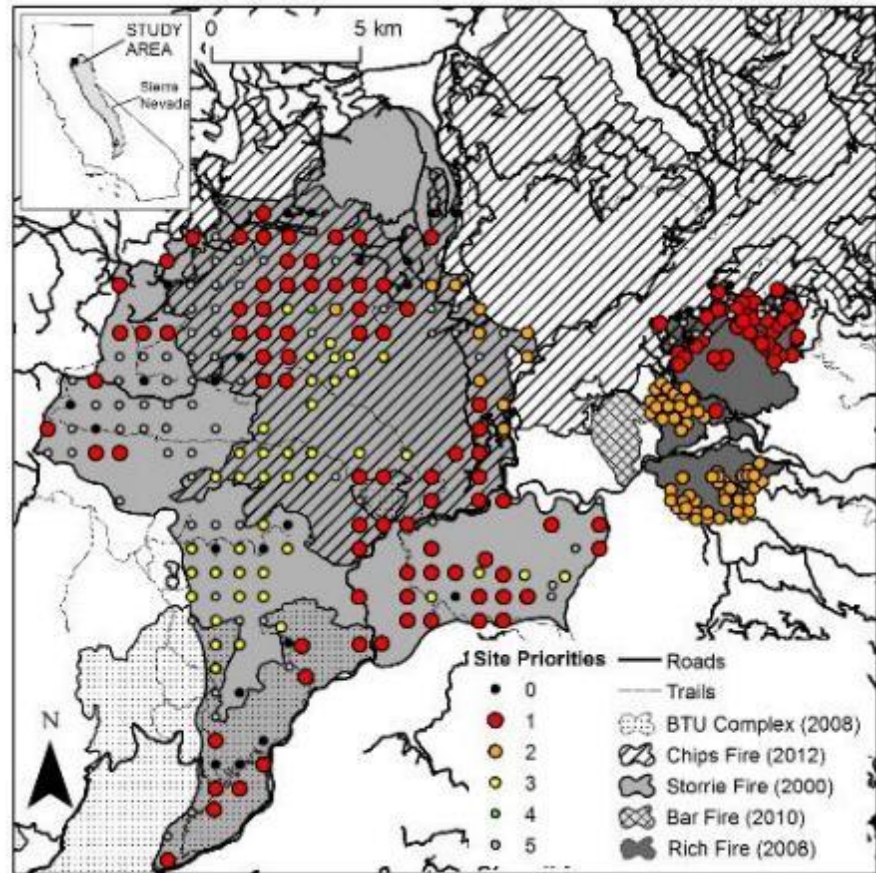 STUDY
AREA
Sierra
Nevada
0
5 km
N
Site Priorities
0
1
2
3
4
5
Roads
Trails
BTU Complex (2008)
Chips Fire (2012)
Storrie Fire (2000)
Bar Fire (2010)
Rich Fire (2008)